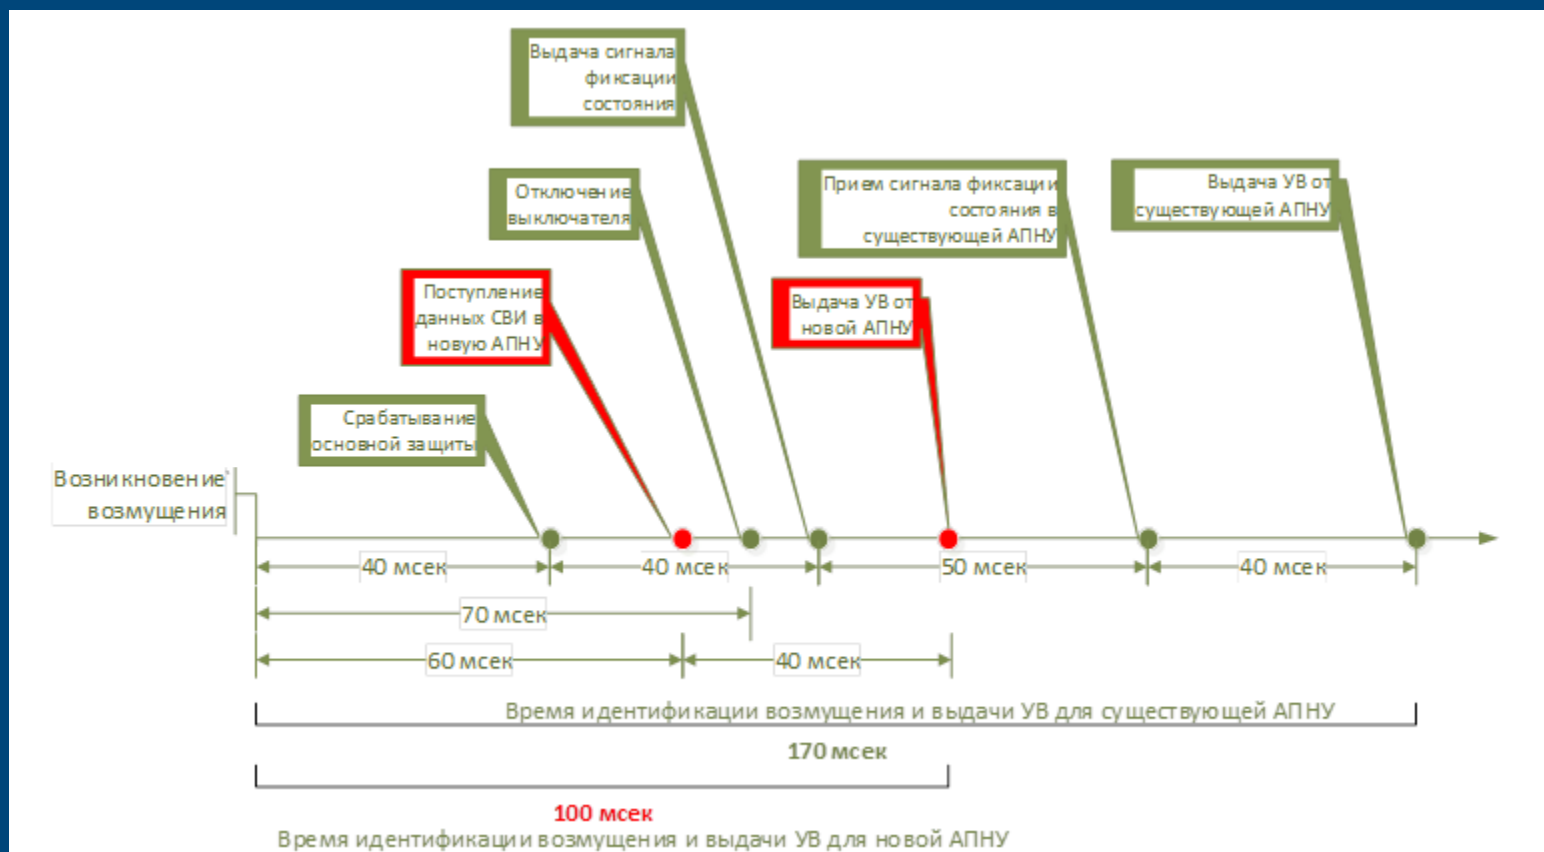 Выдача сигнала
фиксации
состояния
Отключение
выключателя
Прием сигнала фиксации
состояния в
существующей АПНУ
Выдача УВ от
существующей АПНУ
Поступление
данных СВИ в
новую АПНУ
Выдача УВ от
новой АПНУ
Срабатывание
основной защиты
Возникновение
возмущения
40 мсек
40 мсек
50 мсек
40 мсек
70 мсек
60 мсек
40 мсек
Время идентификации возмущения и выдачи УВ для существующей АПНУ
170 мсек
100 мсек
Время идентификации возмущения и выдачи УВ для новой АПНУ